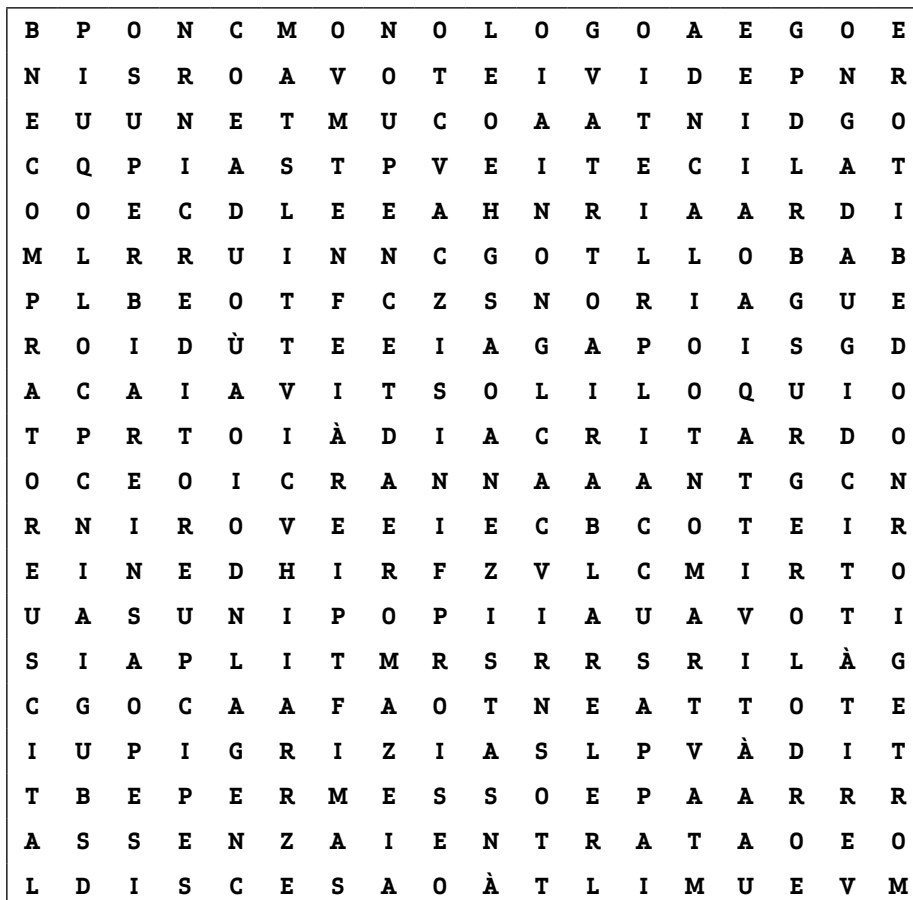 B P O N C M O N O L O G O A E G O E
N I S R O A V O T E I V I D E P N R
E U U N E T M U C O A A T N I D G O
C Q P I A S T P V E I T E C I L A T
O O E C D L E E A H N R I A A R D I
M L R R U I N N C G O T L L O B A B
P L B E O T F C Z S N O R I A G U E
R O I D Ù T E E I A G A P O I S G D
A C A I A V I T S O L I L O Q U I O
T P R T O I À D I A C R I T A R D O
O C E O I C R A N N A A A N T G C N
R N I R O V E E I E C B C O T E I R
E I N E D H I R F Z V L C M I R T O
U A S U N I P O P I I A U A V O T I
S I A P L I T M R S R R S R I L À G
C G O C A A F A O T N E A T T O T E
I U P I G R I Z I A S L P V À D I T
T B E P E R M E S S O E P A A R R R
A S S E N Z A I E N T R A T A O E O
L D I S C E S A O À T L I M U E V M